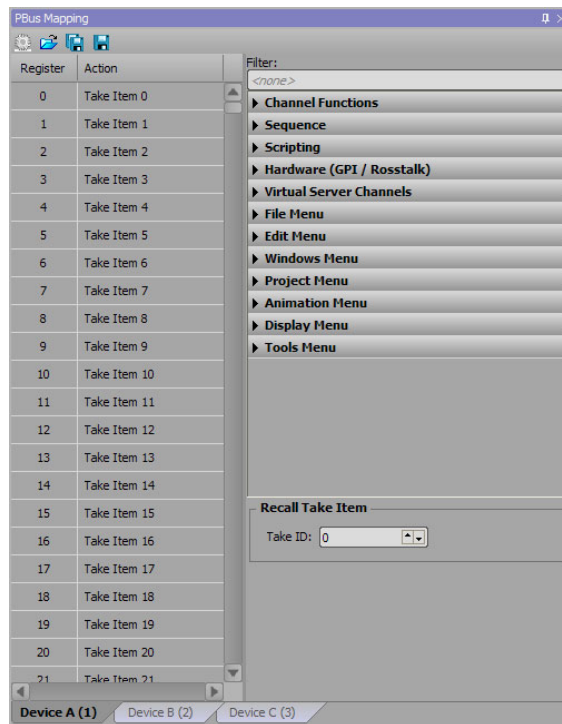 PBus Mapping
Register Action
0 Take Item 0
1 Take Item 1
2 Take Item 2
3 Take Item 3
4 Take Item 4
5 Take Item 5
6 Take Item 6
7 Take Item 7
8 Take Item 8
9 Take Item 9
10 Take Item 10
11 Take Item 11
12 Take Item 12
13 Take Item 13
14 Take Item 14
15 Take Item 15
16 Take Item 16
17 Take Item 17
18 Take Item 18
19 Take Item 19
20 Take Item 20
21 Take Item 21
Filter:
<none>
Channel Functions
Sequence
Scripting
Hardware (GPI / Rosstalk)
Virtual Server Channels
File Menu
Edit Menu
Windows Menu
Project Menu
Animation Menu
Display Menu
Tools Menu
Recall Take Item
Take ID: 0
Device A (1) Device B (2) Device C (3)